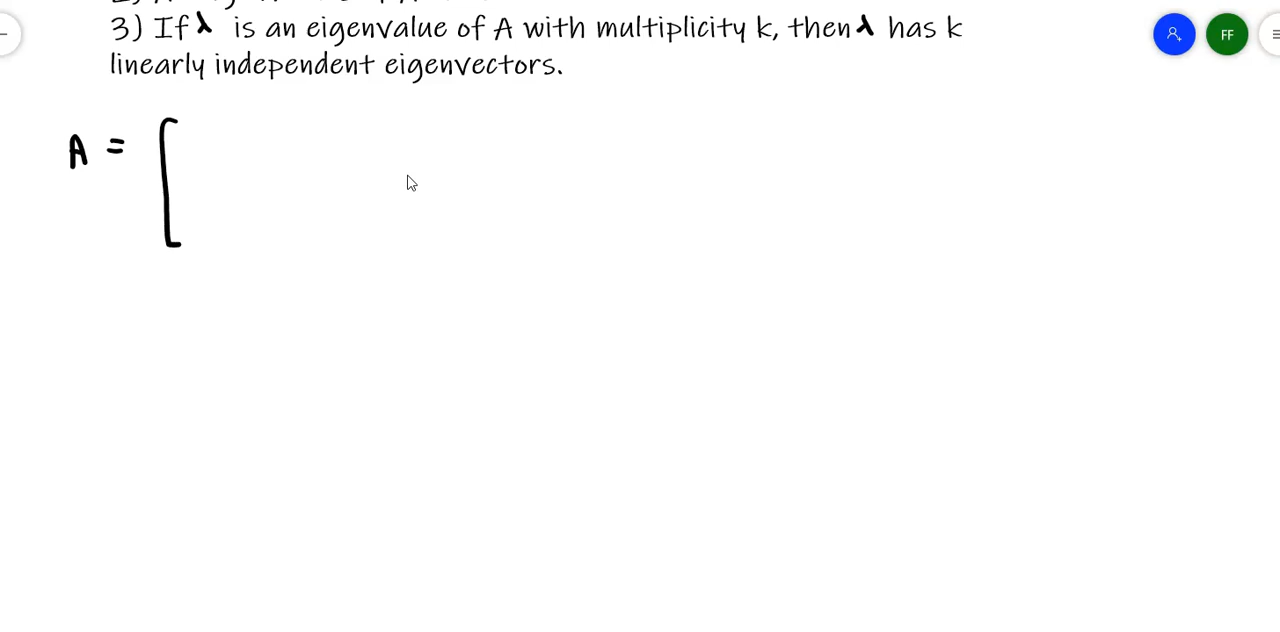 3) If λ is an eigenvalue of A with multiplicity k, then λ has k
linearly independent eigenvectors.
A = [
FF